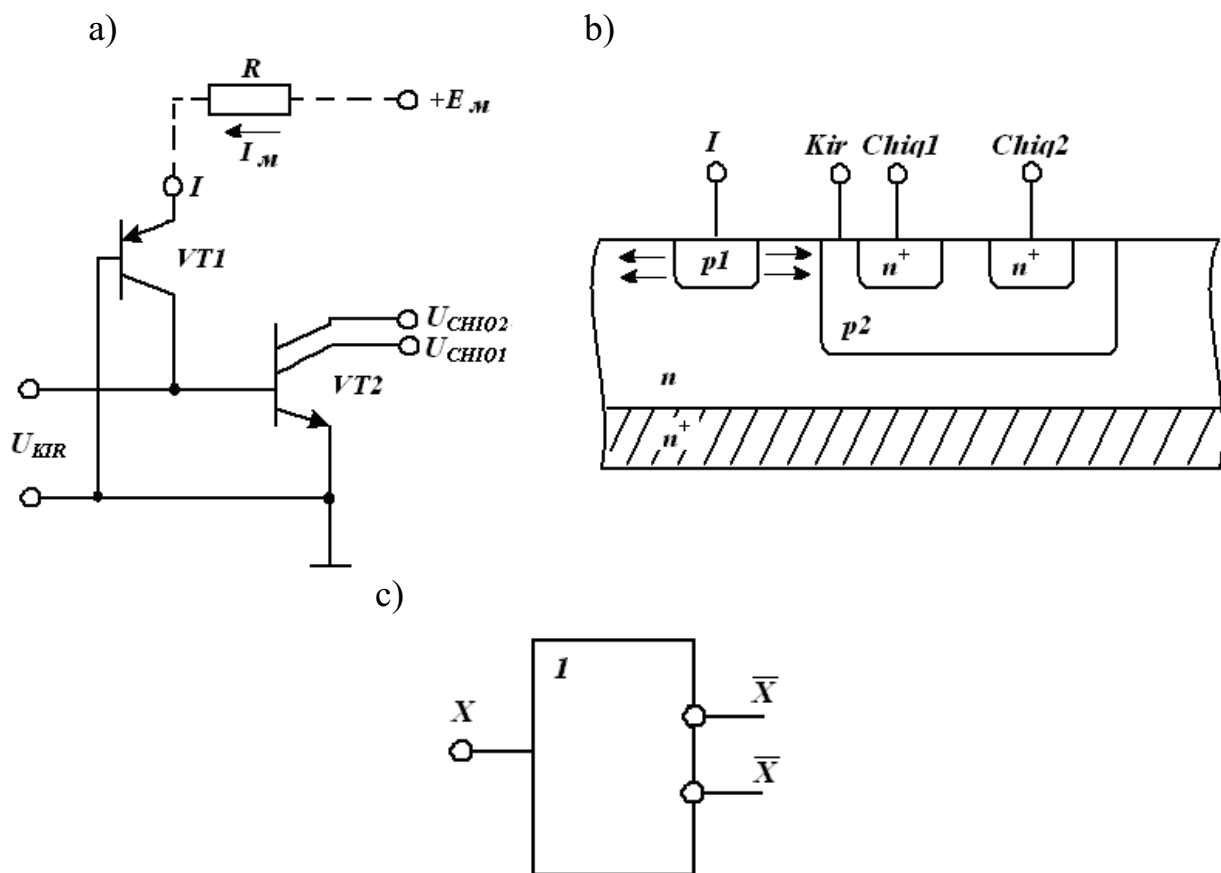 a)
R
+E м
I м
I
VT1
U CHIQ2
U CHIQ1
VT2
U KIR
b)
I Kir Chiq1 Chiq2
p1 n+ n+
p2
n
n+
c)
1
X
X̅
X̅